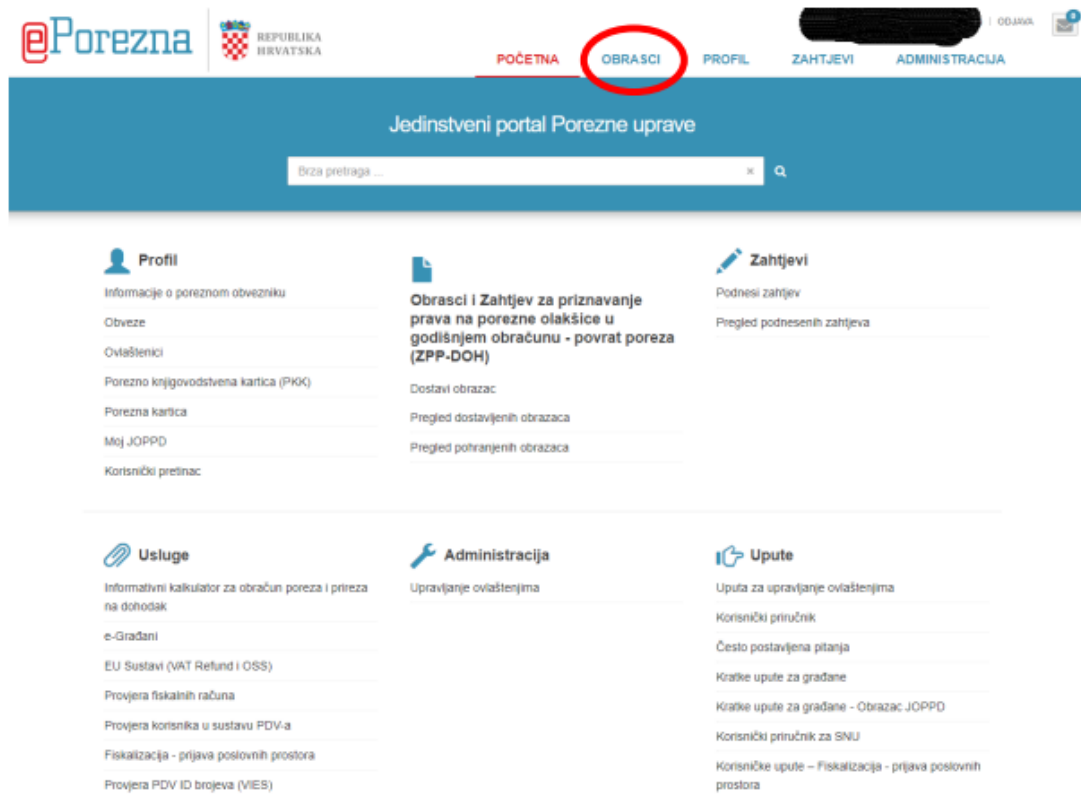 ePorezna
REPUBLIKA
HRVATSKA
| ODJAVA
0
POČETNA
OBRASCI
PROFIL
ZAHTJEVI
ADMINISTRACIJA
Jedinstveni portal Porezne uprave
Brza pretraga ...
Profil
Informacije o poreznom obvezniku
Obveze
Ovlaštenici
Porezno knjigovodstvena kartica (PKK)
Porezna kartica
Moj JOPPD
Korisnički pretinac
Obrasci i Zahtjev za priznavanje
prava na porezne olakšice u
godišnjem obračunu - povrat poreza
(ZPP-DOH)
Dostavi obrazac
Pregled dostavljenih obrazaca
Pregled pohranjenih obrazaca
Zahtjevi
Podnesi zahtjev
Pregled podnesenih zahtjeva
Usluge
Informativni kalkulator za obračun poreza i prireza
na dohodak
e-Građani
EU Sustavi (VAT Refund i OSS)
Provjera fiskalnih računa
Provjera korisnika u sustavu PDV-a
Fiskalizacija - prijava poslovnih prostora
Provjera PDV ID brojeva (VIES)
Administracija
Upravljanje ovlaštenjima
Upute
Uputa za upravljanje ovlaštenjima
Korisnički priručnik
Često postavljena pitanja
Kratke upute za građane
Kratke upute za građane - Obrazac JOPPD
Korisnički priručnik za SNU
Korisničke upute – Fiskalizacija - prijava poslovnih
prostora